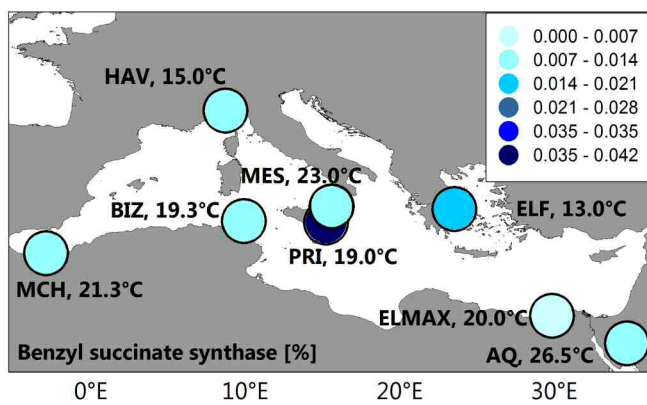 0.000 - 0.007
0.007 - 0.014
0.014 - 0.021
0.021 - 0.028
0.035 - 0.035
0.035 - 0.042
HAV, 15.0°C
MES, 23.0°C
BIZ, 19.3°C
ELF, 13.0°C
PRI, 19.0°C
MCH, 21.3°C
ELMAX, 20.0°C
Benzyl succinate synthase [%]
AQ, 26.5°C
0°E 10°E 20°E 30°E